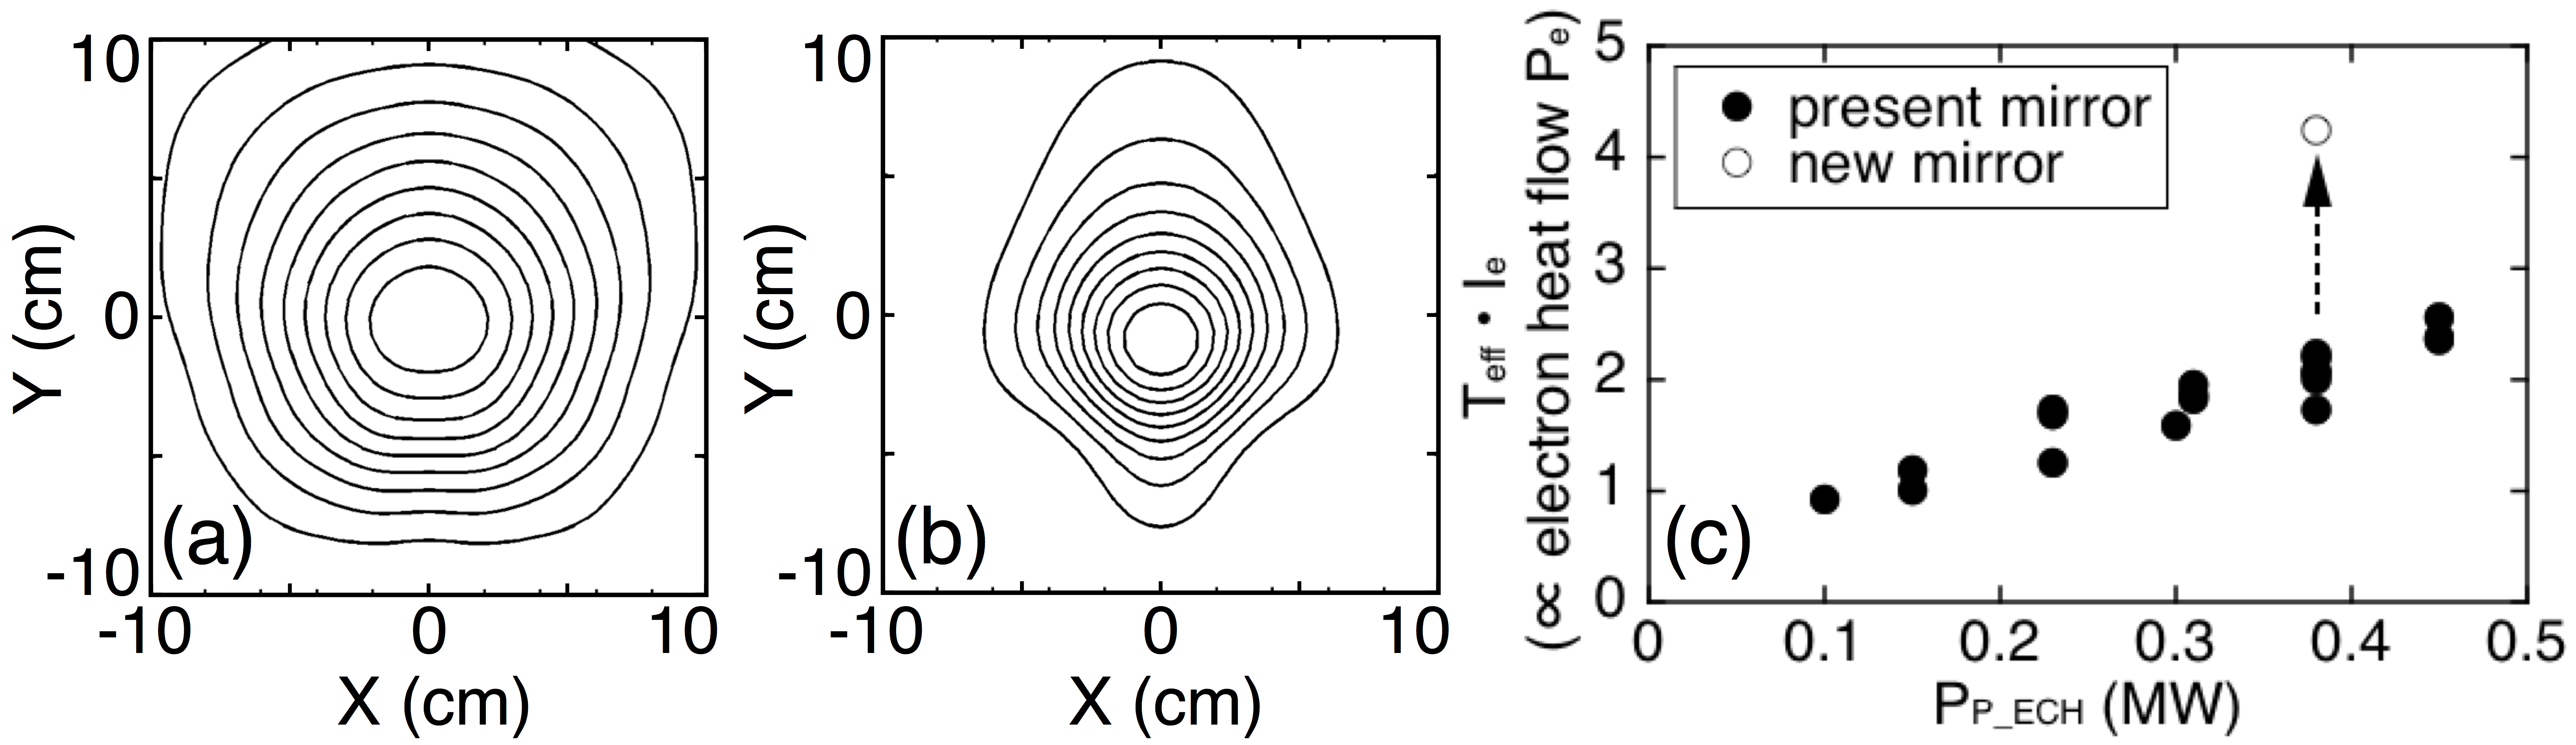 10
0
-10
Y (cm)
(a)
-10 0 10
X (cm)
10
0
-10
Y (cm)
(b)
-10 0 10
X (cm)
Teff • Ie
(∝ electron heat flow Pe)
5
4
3
2
1
0
present mirror
new mirror
(c)
0 0.1 0.2 0.3 0.4 0.5
PP_ECH (MW)